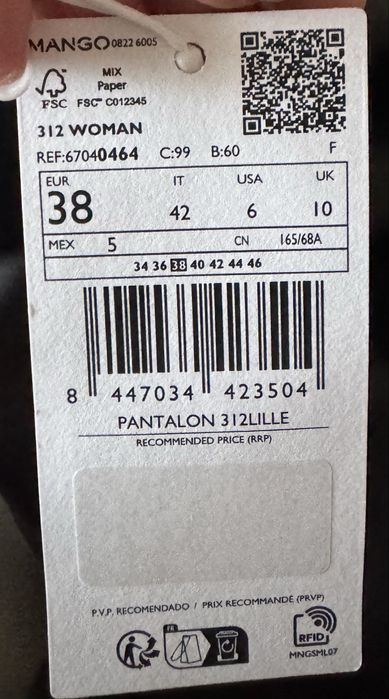 MANGO 0822 6005
MIX
Paper
FSC FSC™ C012345
312 WOMAN
REF:67040464 C:99 B:60 F
EUR IT USA UK
38 42 6 10
MEX 5 CN 165/68A
34 36 38 40 42 44 46
8 447034 423504
PANTALON 312LILLE
RECOMMENDED PRICE (RRP)
P.V.P. RECOMENDADO / PRIX RECOMMANDÉ (PRVP)
FR
RFID
MNGSML07